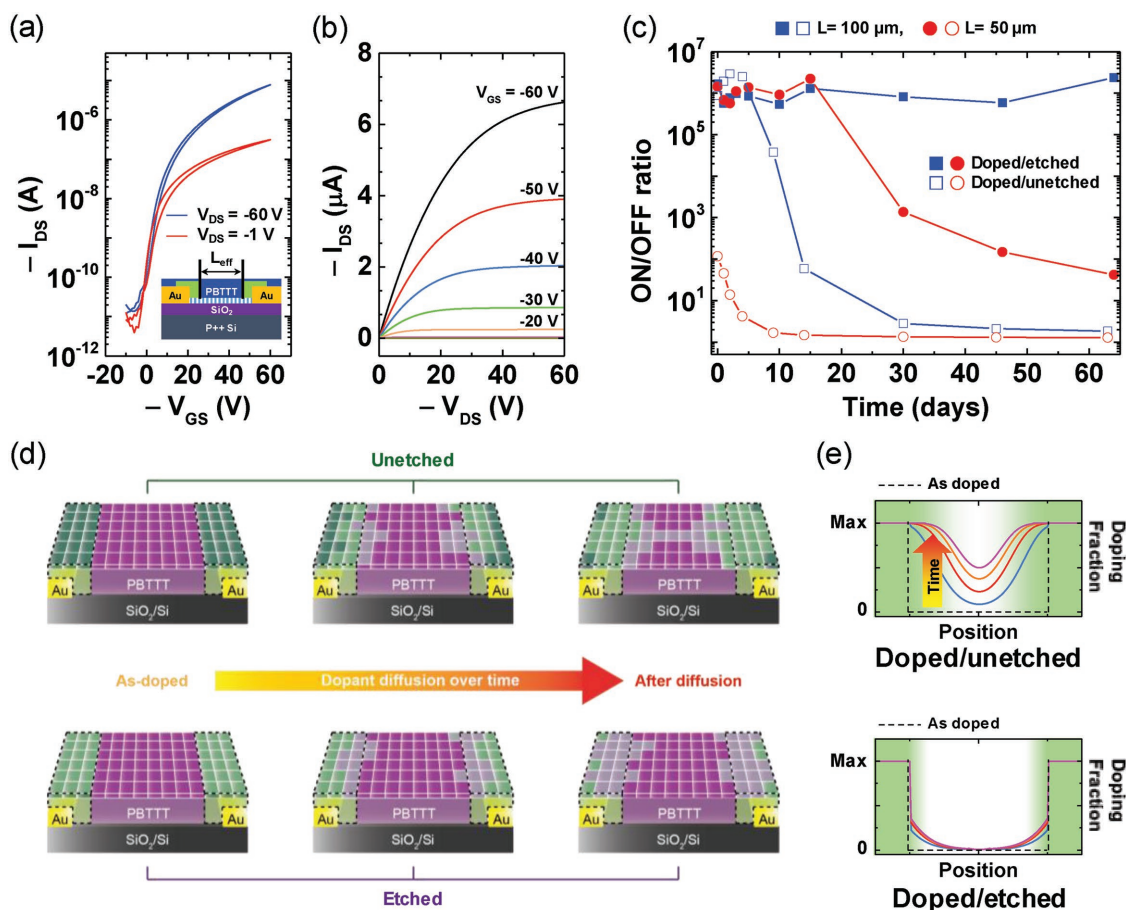 (a)
10⁻⁶
10⁻⁸
10⁻¹⁰
10⁻¹²
– I_DS (A)
V_DS = -60 V
V_DS = -1 V
L_eff
Au
PBTTT
Au
SiO₂
P++ Si
-20
0
20
40
60
– V_GS (V)
(b)
8
6
4
2
0
– I_DS (μA)
V_GS = -60 V
-50 V
-40 V
-30 V
-20 V
0
20
40
60
– V_DS (V)
(c)
L= 100 μm,
L= 50 μm
10⁷
10⁵
10³
10¹
ON/OFF ratio
Doped/etched
Doped/unetched
0
10
20
30
40
50
60
Time (days)
(d)
Unetched
Au
PBTTT
Au
SiO₂/Si
Au
PBTTT
Au
SiO₂/Si
Au
PBTTT
Au
SiO₂/Si
As-doped
Dopant diffusion over time
After diffusion
Au
PBTTT
Au
SiO₂/Si
Au
PBTTT
Au
SiO₂/Si
Au
PBTTT
Au
SiO₂/Si
Etched
(e)
As doped
Max
0
Time
Doping
Fraction
Position
Doped/unetched
As doped
Max
0
Doping
Fraction
Position
Doped/etched